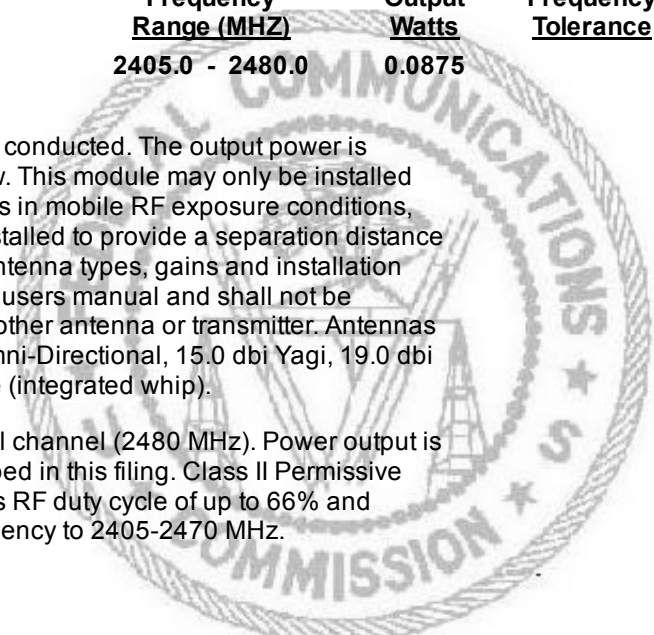 Frequency Output Frequency
Range (MHZ) Watts Tolerance
2405.0 - 2480.0 0.0875
conducted. The output power is
. This module may only be installed
s in mobile RF exposure conditions,
stalled to provide a separation distance
ntenna types, gains and installation
users manual and shall not be
other antenna or transmitter. Antennas
mni-Directional, 15.0 dbi Yagi, 19.0 dbi
(integrated whip).
l channel (2480 MHz). Power output is
bed in this filing. Class II Permissive
s RF duty cycle of up to 66% and
ency to 2405-2470 MHz.
COMMUNICATIONS
COMMISSION